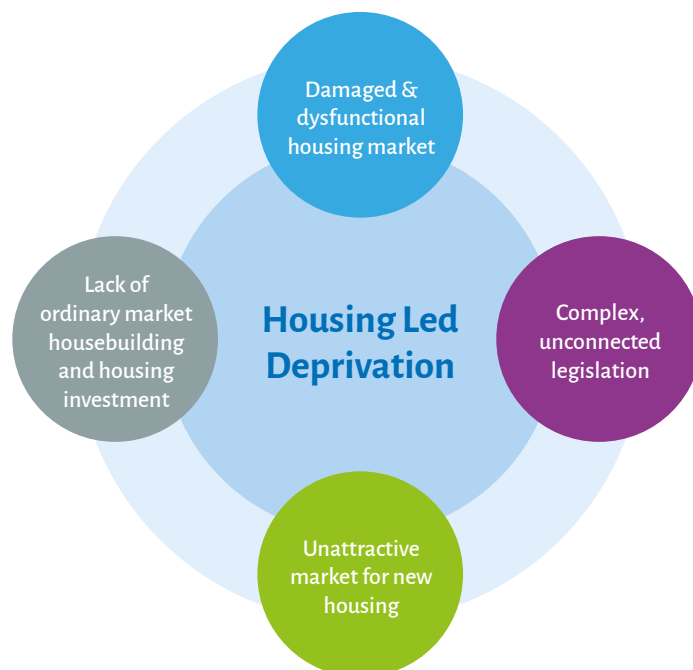 Damaged &
dysfunctional
housing market
Lack of
ordinary market
housebuilding
and housing
investment
Housing Led
Deprivation
Complex,
unconnected
legislation
Unattractive
market for new
housing